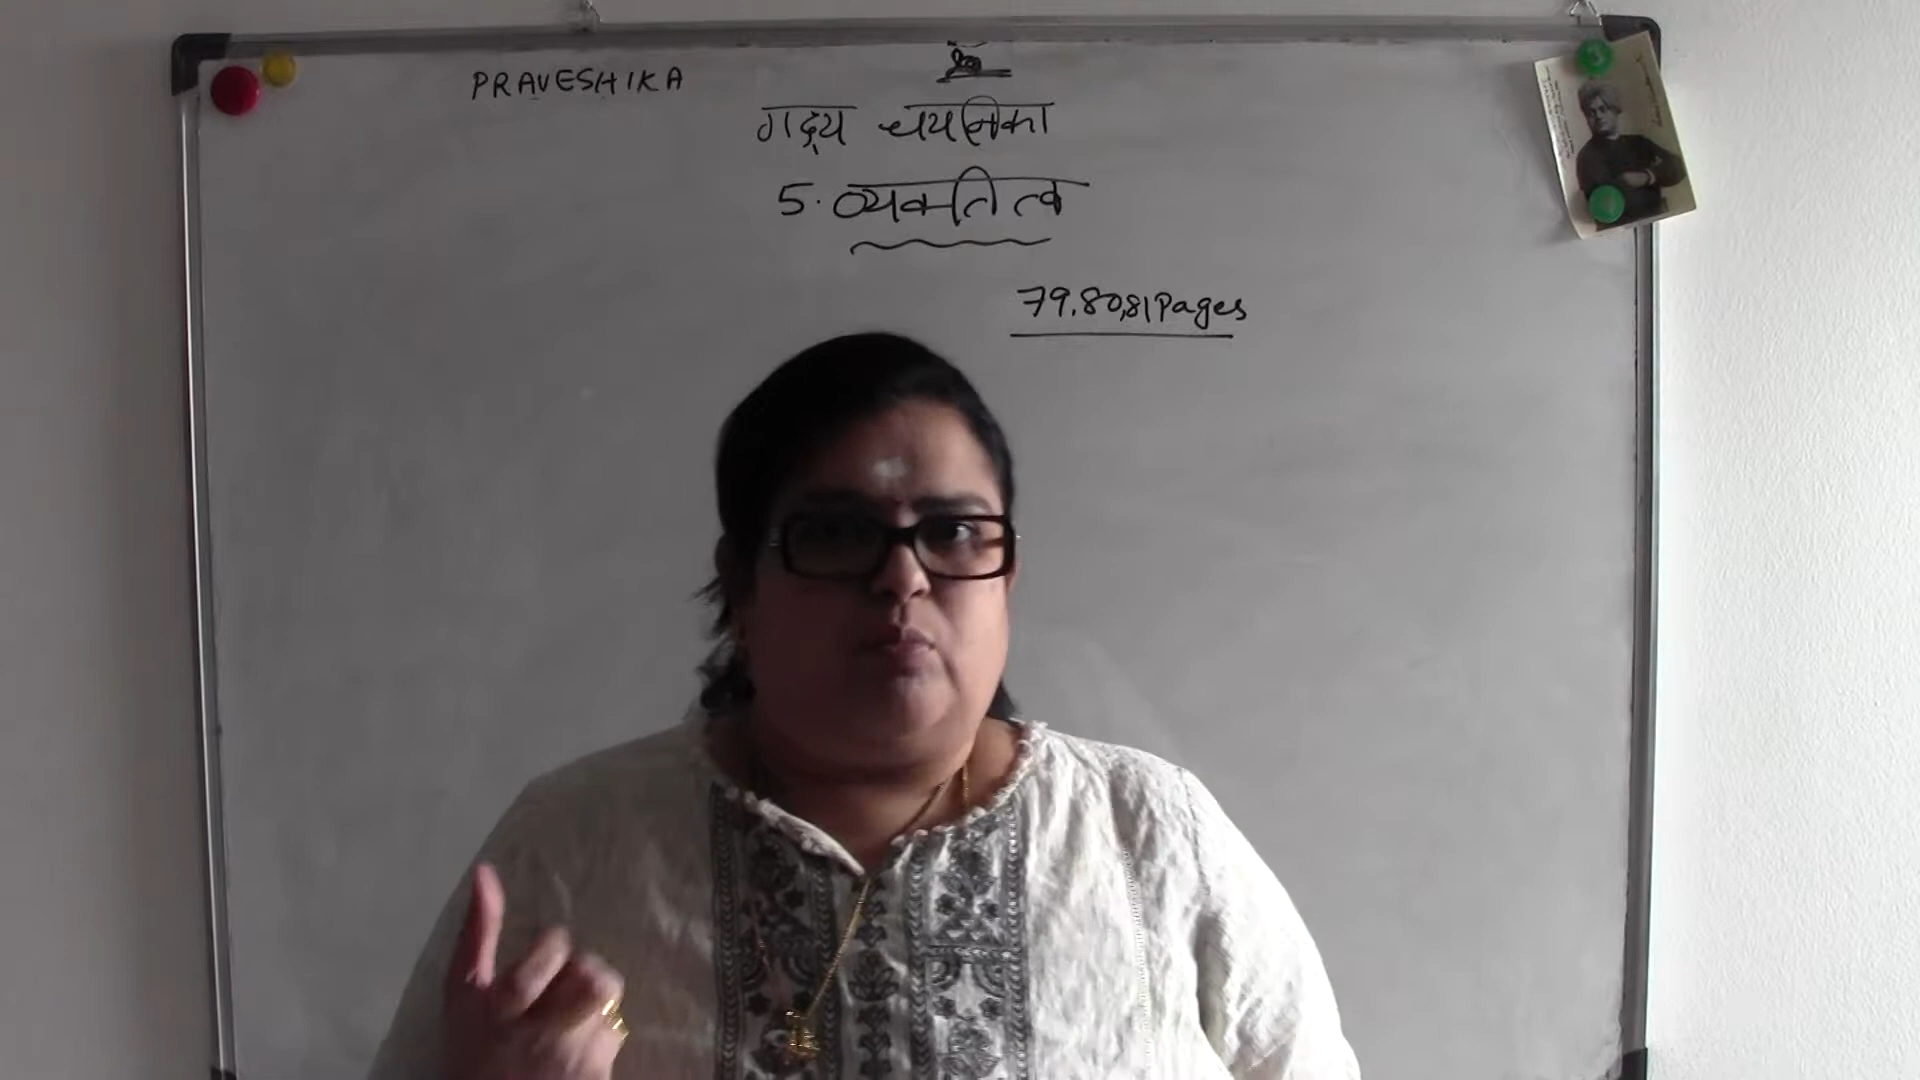 PRAVESHIKA
गद्य चयनिका
5. व्यक्तित्व
79,80,81 Pages